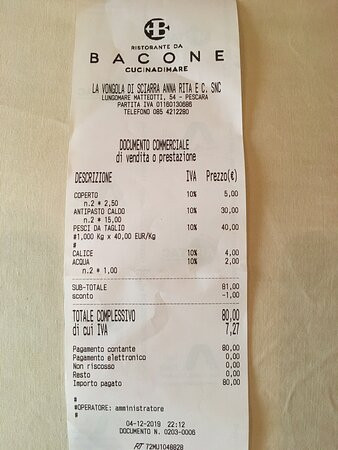 RISTORANTE DA
BACONE
CUCINADIMARE
LA VONGOLA DI SCIARRA ANNA RITA E C. SNC
LUNGOMARE MATTEOTTI, 54 - PESCARA
PARTITA IVA 01160130686
TELEFONO 085 4212280
DOCUMENTO COMMERCIALE
di vendita o prestazione
DESCRIZIONE IVA Prezzo(€)
COPERTO 10% 5,00
n.2 * 2,50
ANTIPASTO CALDO 10% 30,00
n.2 * 15,00
PESCI DA TAGLIO 10% 40,00
#1,000 Kg x 40,00 EUR/Kg
#
CALICE 10% 4,00
ACQUA 10% 2,00
n.2 * 1,00
SUB-TOTALE 81,00
sconto -1,00
TOTALE COMPLESSIVO 80,00
di cui IVA 7,27
Pagamento contante 80,00
Pagamento elettronico 0,00
Non riscosso 0,00
Resto 0,00
Importo pagato 80,00
#
#OPERATORE: amministratore
#
04-12-2019 22:12
DOCUMENTO N. 0203-0006
RT 72MU1048828